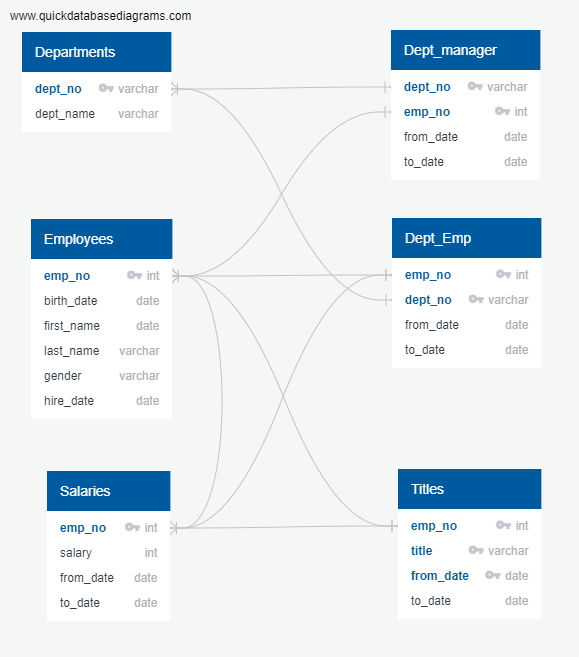 www.quickdatabasediagrams.com
Departments
dept_no varchar
dept_name varchar
Dept_manager
dept_no varchar
emp_no int
from_date date
to_date date
Employees
emp_no int
birth_date date
first_name date
last_name varchar
gender varchar
hire_date date
Dept_Emp
emp_no int
dept_no varchar
from_date date
to_date date
Salaries
emp_no int
salary int
from_date date
to_date date
Titles
emp_no int
title varchar
from_date date
to_date date